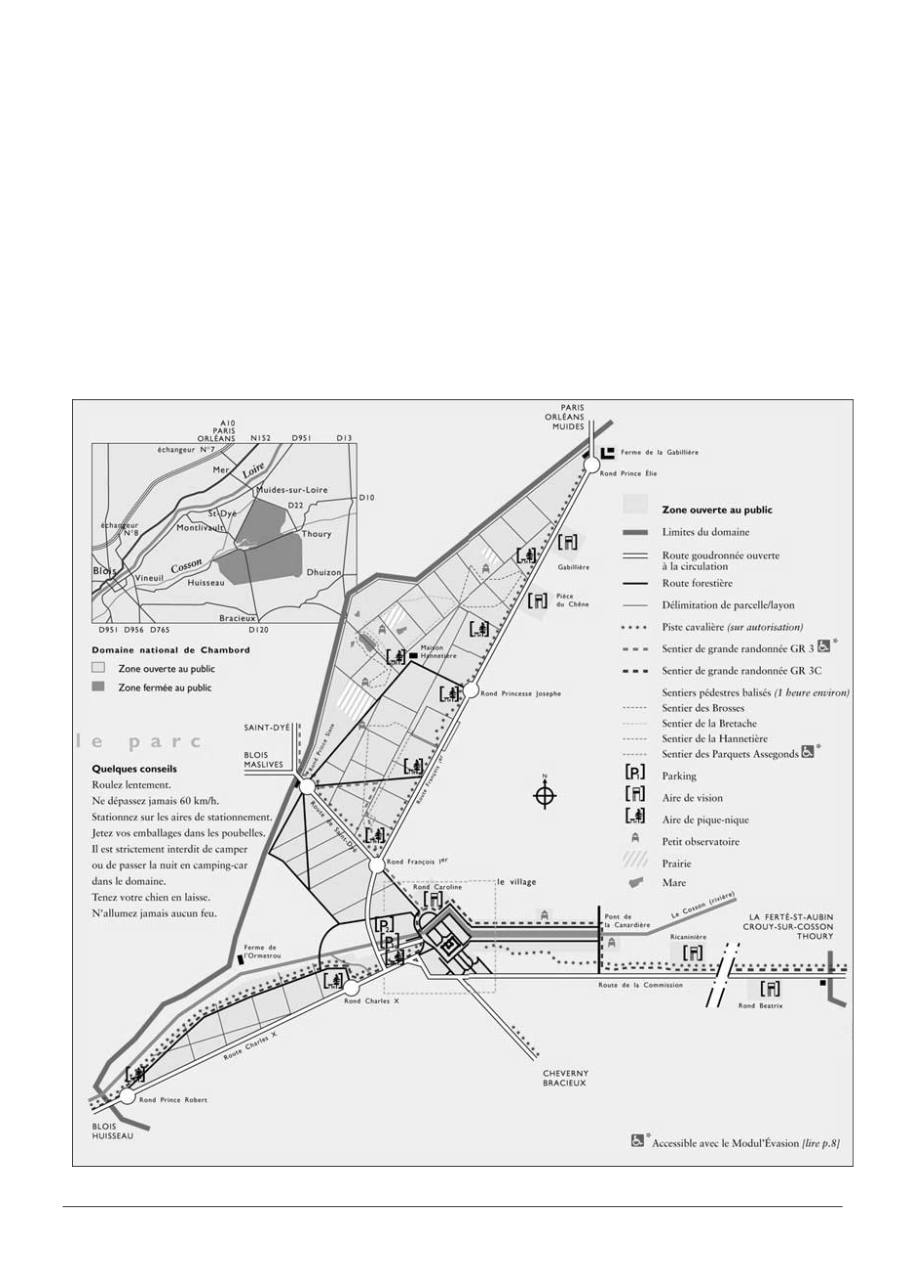 PARIS
ORLÉANS
MUIDES
Ferme de la Gabillière
Rond Prince Élie
A10
PARIS
ORLÉANS
N152
D951
D13
échangeur N°7
Mer
Loire
Muides-sur-Loire
D10
D22
St-Dyé
Montlivault
Thoury
échangeur
N°8
Cosson
Blois
Vineuil
Huisseau
Dhuizon
Bracieux
D951 D956 D765
D120
Domaine national de Chambord
Zone ouverte au public
Zone fermée au public
le parc
Quelques conseils
Roulez lentement.
Ne dépassez jamais 60 km/h.
Stationnez sur les aires de stationnement.
Jetez vos emballages dans les poubelles.
Il est strictement interdit de camper
ou de passer la nuit en camping-car
dans le domaine.
Tenez votre chien en laisse.
N'allumez jamais aucun feu.
SAINT-DYÉ
BLOIS
MASLIVES
Gabillière
Pièce
du Chêne
Maison
Hannetière
Rond Princesse Josephe
Rond Prince Sixte
Route François Ier
Route de Saint-Dyé
N
Rond François Ier
Rond Caroline
le village
Pont de
la Canardière
Le Cosson (rivière)
Ricaninière
LA FERTÉ-ST-AUBIN
CROUY-SUR-COSSON
THOURY
Route de la Commission
Rond Beatrix
Ferme de
l'Ormetrou
Rond Charles X
Route Charles X
Rond Prince Robert
BLOIS
HUISSEAU
CHEVERNY
BRACIEUX
Zone ouverte au public
Limites du domaine
Route goudronnée ouverte
à la circulation
Route forestière
Délimitation de parcelle/layon
Piste cavalière (sur autorisation)
Sentier de grande randonnée GR 3 *
Sentier de grande randonnée GR 3C
Sentiers pédestres balisés (1 heure environ)
Sentier des Brosses
Sentier de la Bretache
Sentier de la Hannetière
Sentier des Parquets Assegonds *
Parking
Aire de vision
Aire de pique-nique
Petit observatoire
Prairie
Mare
* Accessible avec le Modul'Évasion [lire p.8]